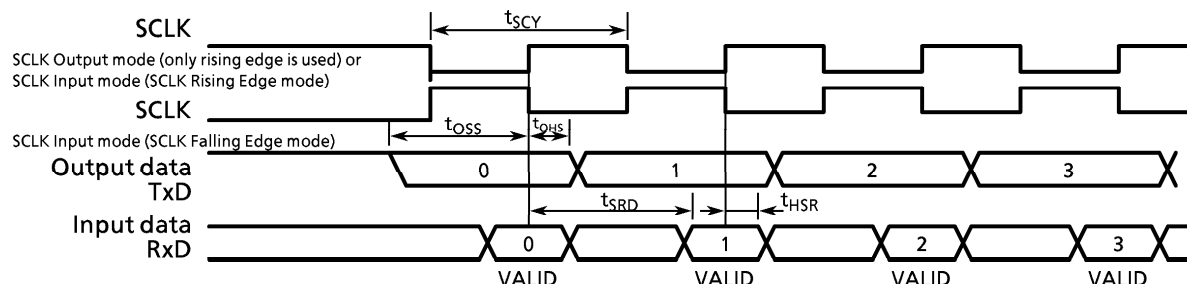 SCLK
tSCY
SCLK Output mode (only rising edge is used) or
SCLK Input mode (SCLK Rising Edge mode)
SCLK
SCLK Input mode (SCLK Falling Edge mode)
tOSS
tOHS
Output data
TxD
0 1 2 3
tSRD
tHSR
Input data
RxD
0 1 2 3
VALID VALID VALID VALID